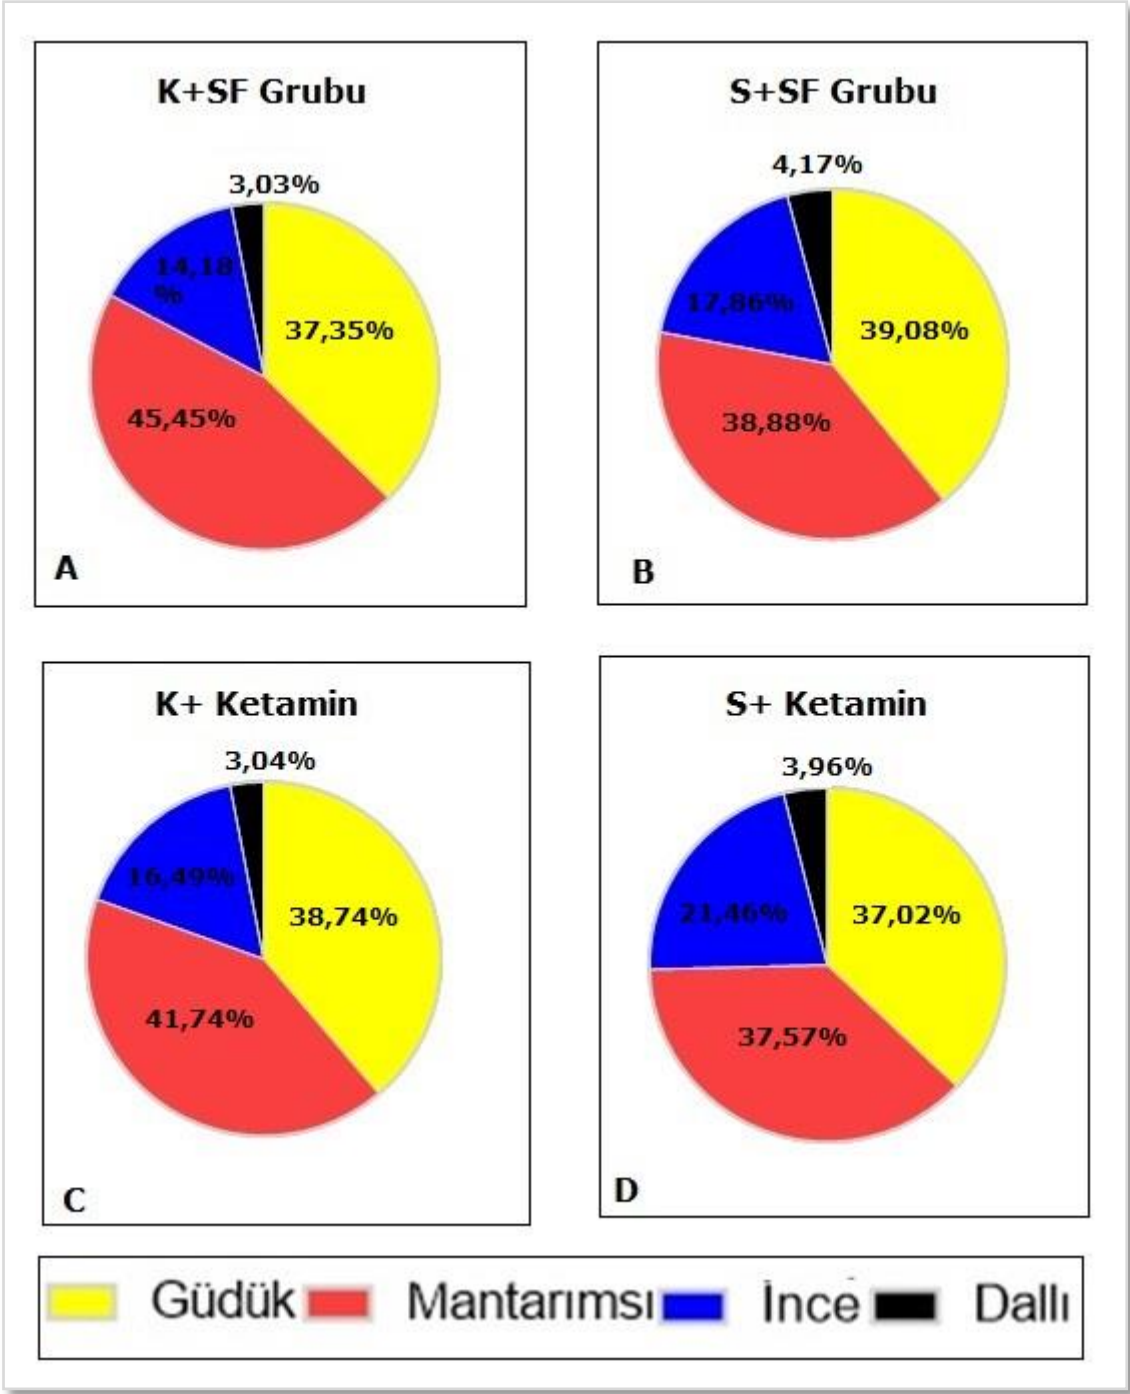 K+SF Grubu
3,03%
14,18
%
37,35%
45,45%
A
S+SF Grubu
4,17%
17,86%
39,08%
38,88%
B
K+ Ketamin
3,04%
16,49%
38,74%
41,74%
C
S+ Ketamin
3,96%
21,46%
37,02%
37,57%
D
Güdük Mantarımsı İnce Dallı